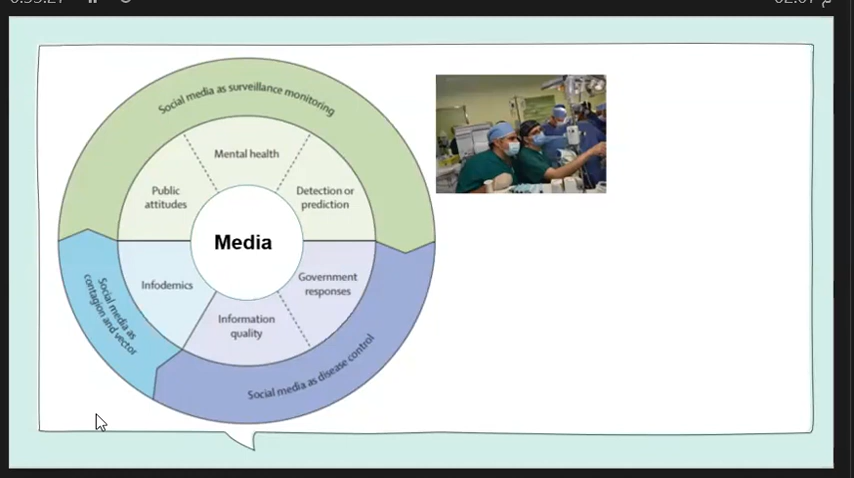 Social media as surveillance monitoring
Mental health
Public
attitudes
Detection or
prediction
Media
Infodemics
Government
responses
Information
quality
Social media as
contagion and vector
Social media as disease control